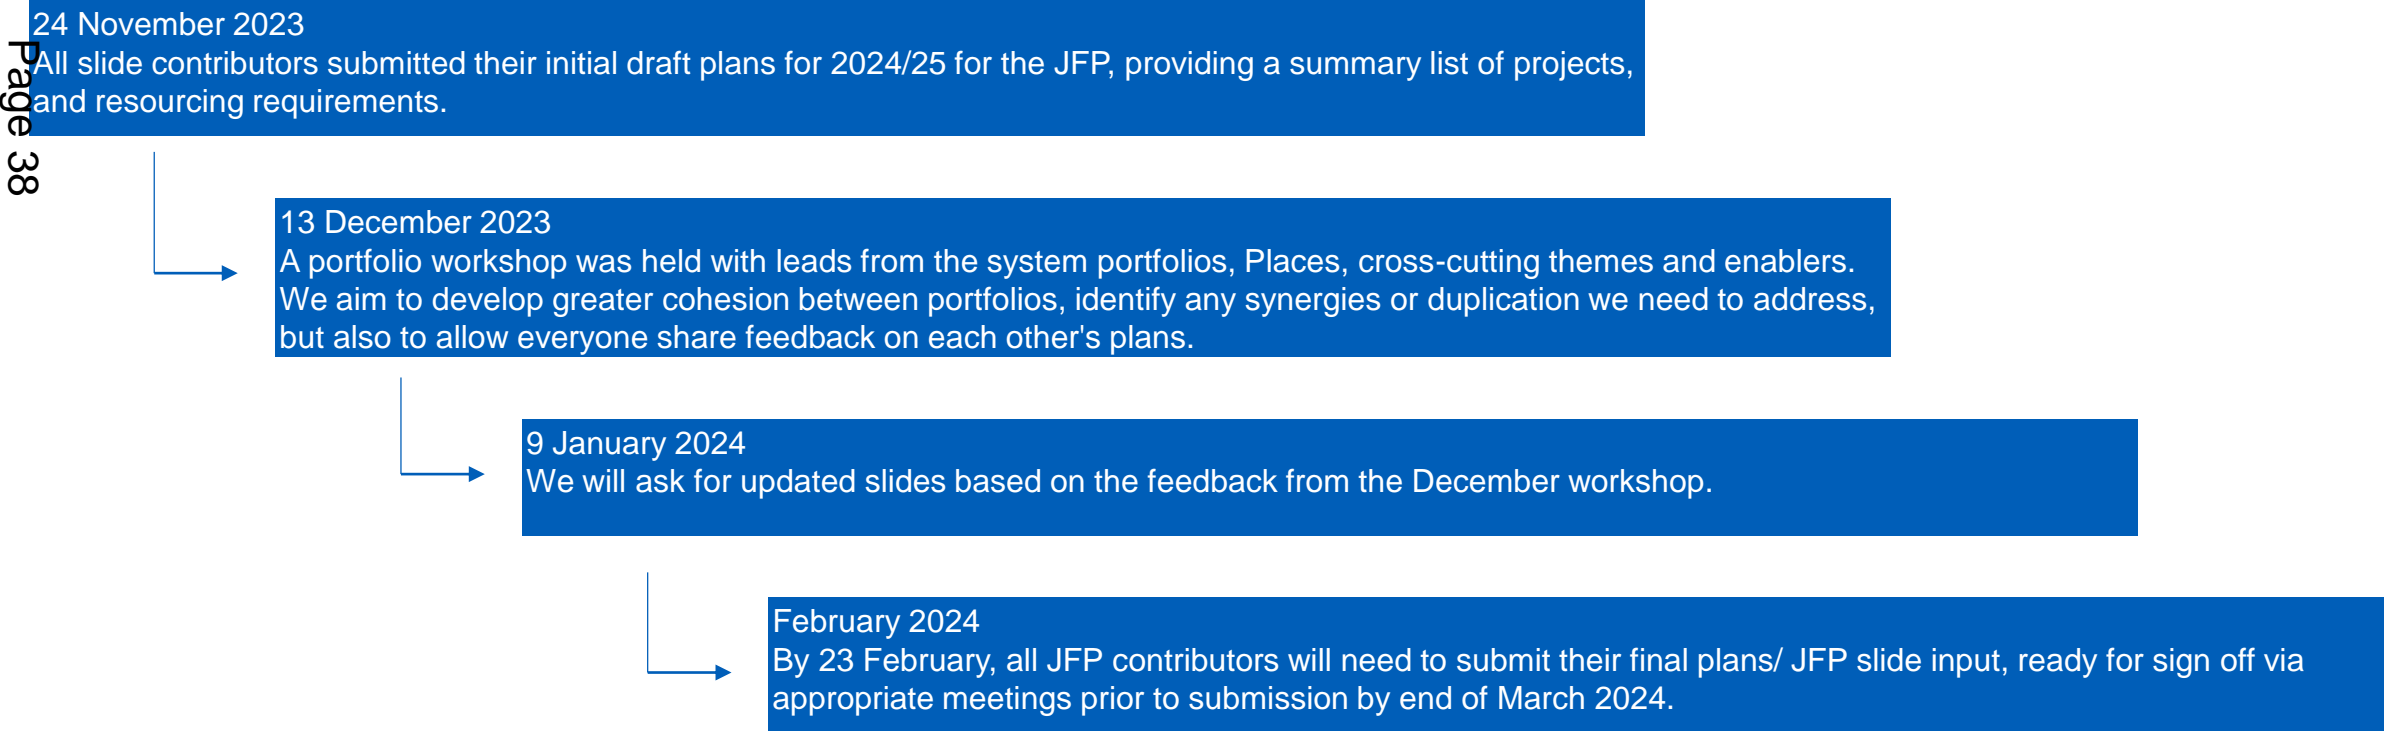 24 November 2023
All slide contributors submitted their initial draft plans for 2024/25 for the JFP, providing a summary list of projects,
and resourcing requirements.
Page 38
13 December 2023
A portfolio workshop was held with leads from the system portfolios, Places, cross-cutting themes and enablers.
We aim to develop greater cohesion between portfolios, identify any synergies or duplication we need to address,
but also to allow everyone share feedback on each other's plans.
9 January 2024
We will ask for updated slides based on the feedback from the December workshop.
February 2024
By 23 February, all JFP contributors will need to submit their final plans/ JFP slide input, ready for sign off via
appropriate meetings prior to submission by end of March 2024.